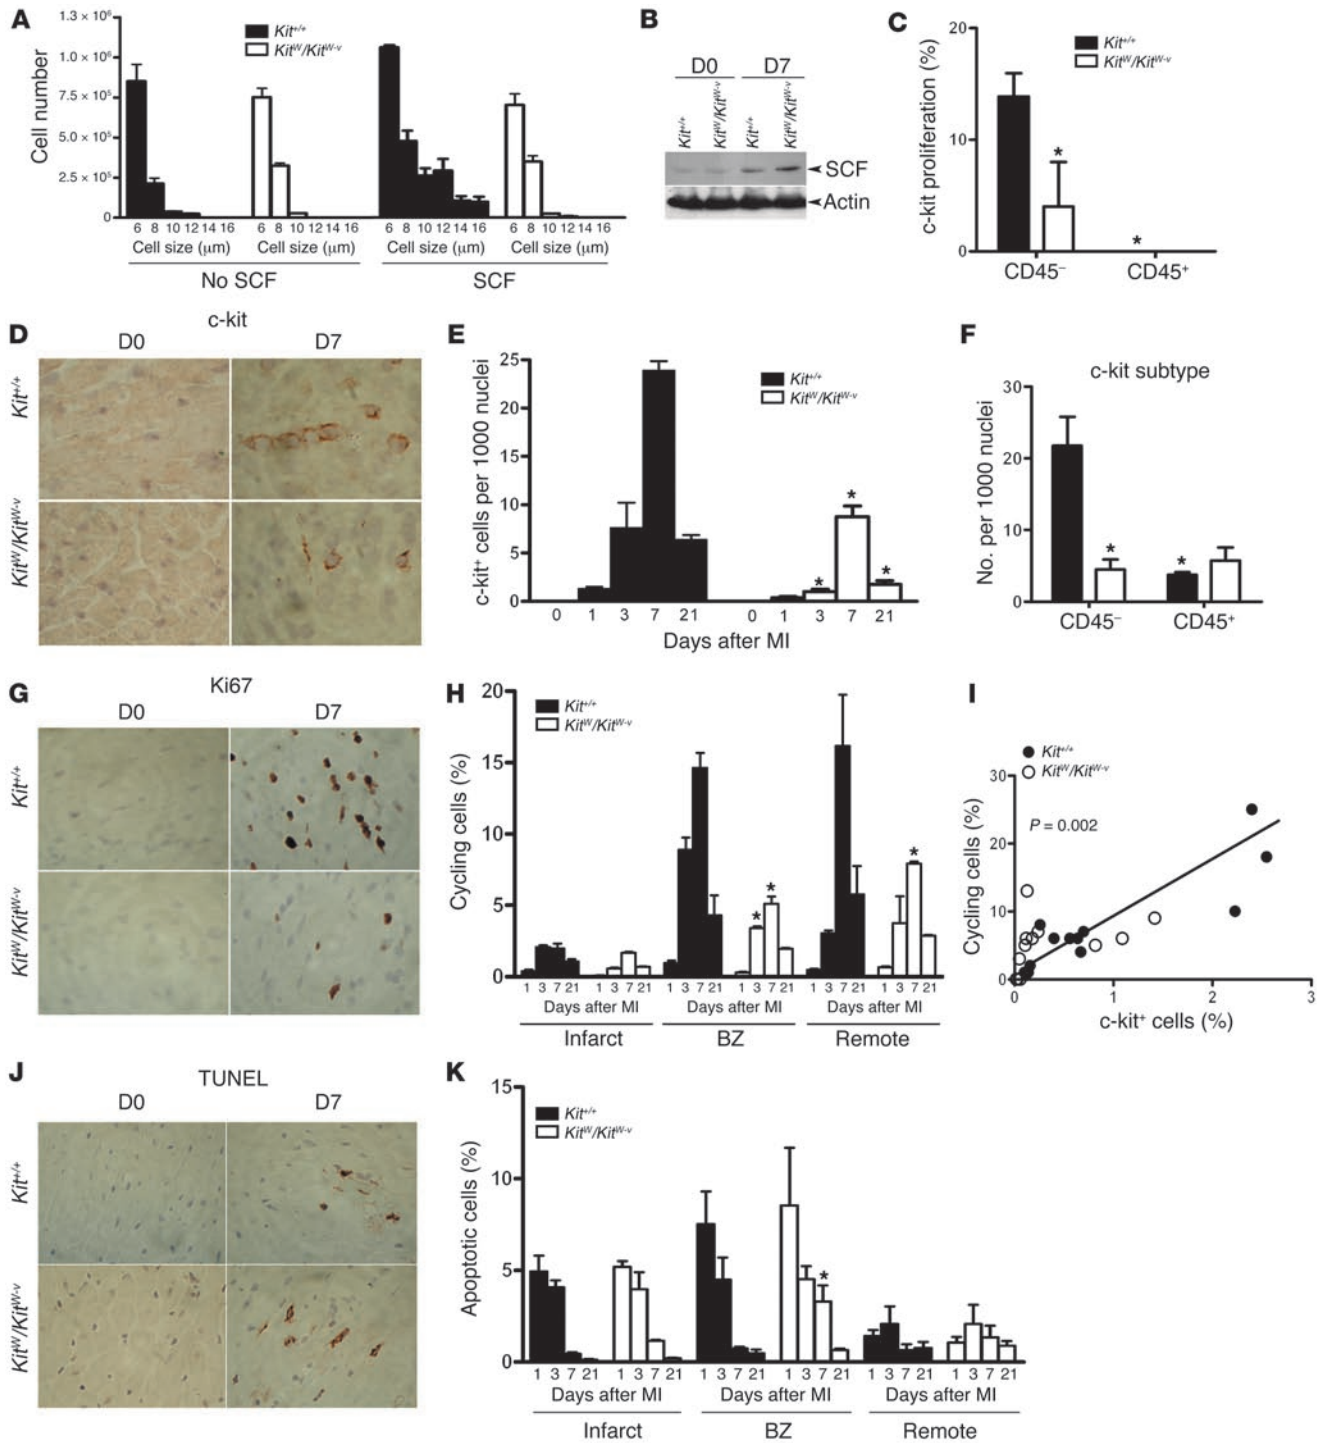 A
Cell number
1.3 × 10⁶
1.0 × 10⁶
7.5 × 10⁵
5.0 × 10⁵
2.5 × 10⁵
0
Kit+/+
KitW/KitW-v
6 8 10 12 14 16 6 8 10 12 14 16 6 8 10 12 14 16 6 8 10 12 14 16
Cell size (µm) Cell size (µm) Cell size (µm) Cell size (µm)
No SCF SCF
B
D0 D7
Kit+/+ KitW/KitW-v Kit+/+ KitW/KitW-v
SCF
Actin
C
c-kit proliferation (%)
20
10
0
Kit+/+
KitW/KitW-v
*
*
CD45⁻ CD45⁺
D
c-kit
D0 D7
Kit+/+
KitW/KitW-v
E
c-kit⁺ cells per 1000 nuclei
25
20
15
10
5
0
Kit+/+
KitW/KitW-v
*
* *
0 1 3 7 21 0 1 3 7 21
Days after MI
F
c-kit subtype
No. per 1000 nuclei
30
20
10
0
* *
CD45⁻ CD45⁺
G
Ki67
D0 D7
Kit+/+
KitW/KitW-v
H
Cycling cells (%)
20
15
10
5
0
Kit+/+
KitW/KitW-v
* * *
1 3 7 21 1 3 7 21 1 3 7 21 1 3 7 21 1 3 7 21 1 3 7 21
Days after MI Days after MI Days after MI
Infarct BZ Remote
I
Kit+/+
KitW/KitW-v
P = 0.002
Cycling cells (%)
30
20
10
0
0 1 2 3
c-kit⁺ cells (%)
J
TUNEL
D0 D7
Kit+/+
KitW/KitW-v
K
Apoptotic cells (%)
15
10
5
0
Kit+/+
KitW/KitW-v
*
1 3 7 21 1 3 7 21 1 3 7 21 1 3 7 21 1 3 7 21 1 3 7 21
Days after MI Days after MI Days after MI
Infarct BZ Remote